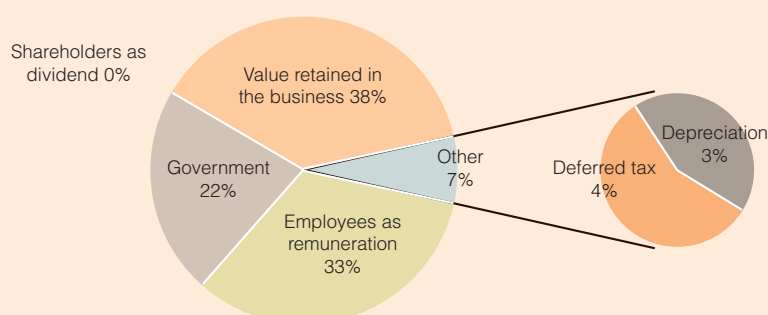 Shareholders as
dividend 0%
Value retained in
the business 38%
Government
22%
Other
7%
Employees as
remuneration
33%
Deferred tax
4%
Depreciation
3%